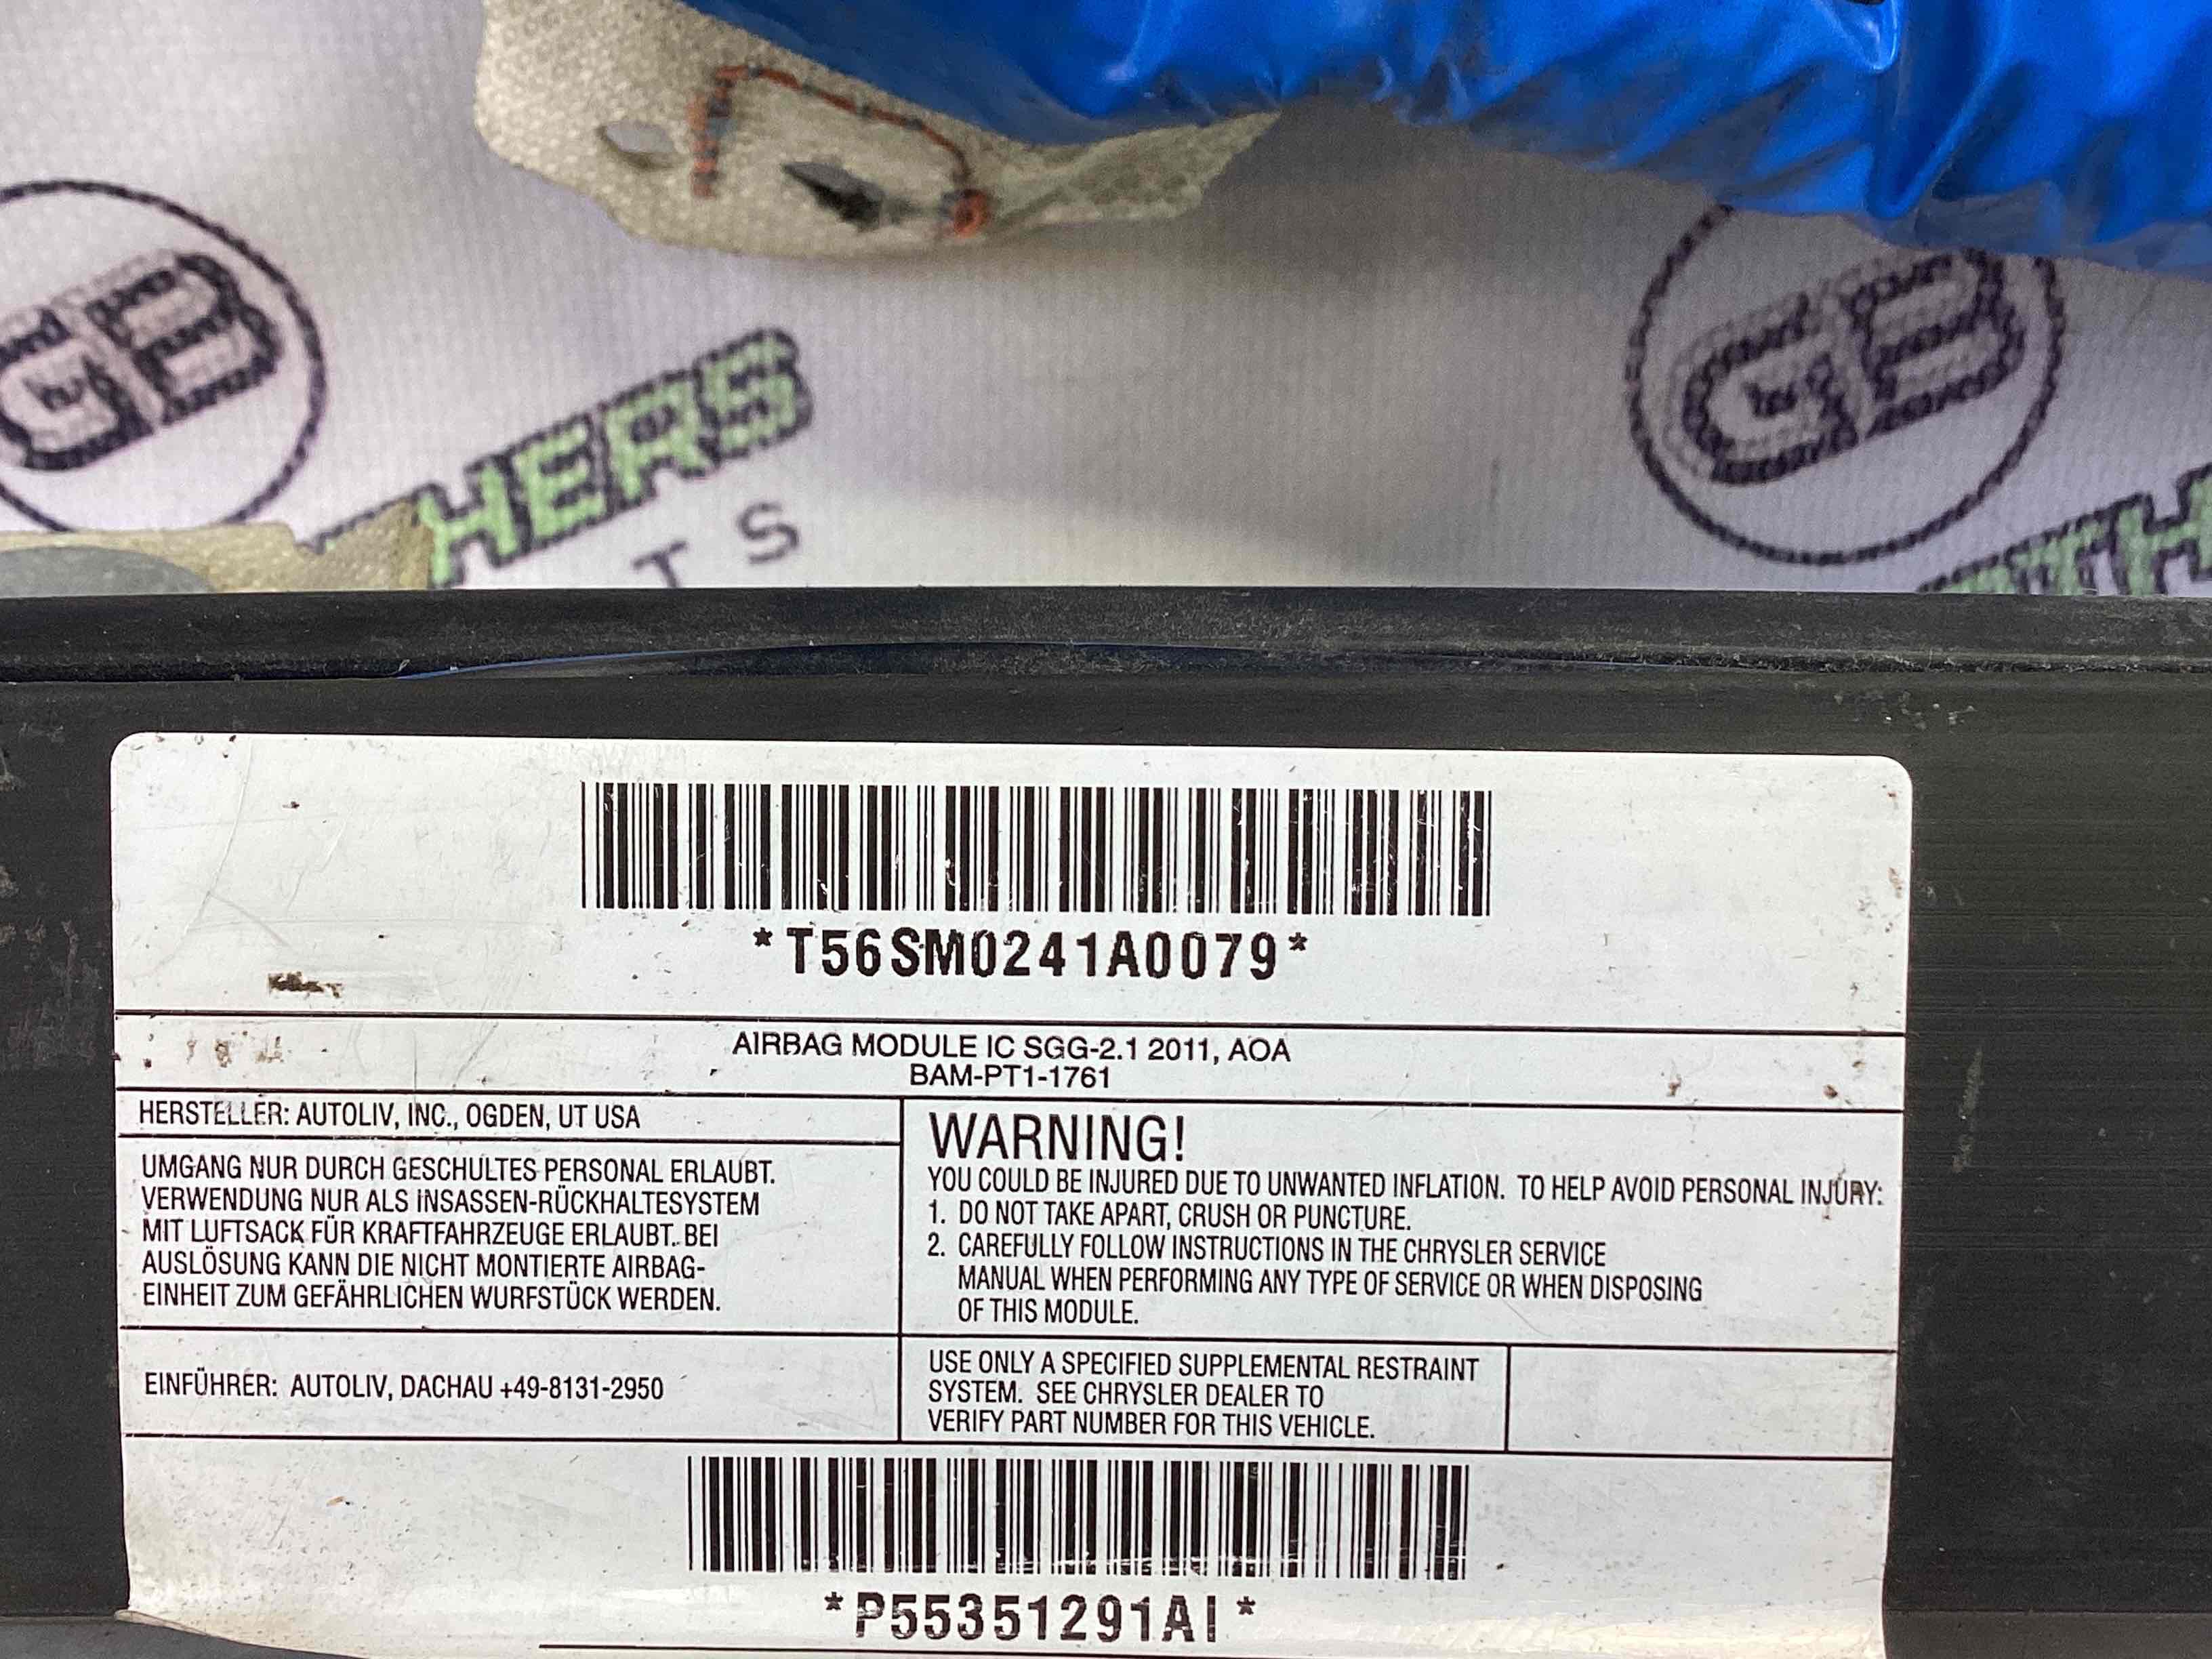 GB
HERS
T S
GB
TH
*T56SM0241A0079*
AIRBAG MODULE IC SGG-2.1 2011, AOA
BAM-PT1-1761
HERSTELLER: AUTOLIV, INC., OGDEN, UT USA
UMGANG NUR DURCH GESCHULTES PERSONAL ERLAUBT.
VERWENDUNG NUR ALS INSASSEN-RÜCKHALTESYSTEM
MIT LUFTSACK FÜR KRAFTFAHRZEUGE ERLAUBT. BEI
AUSLÖSUNG KANN DIE NICHT MONTIERTE AIRBAG-
EINHEIT ZUM GEFÄHRLICHEN WURFSTÜCK WERDEN.
EINFÜHRER: AUTOLIV, DACHAU +49-8131-2950
WARNING!
YOU COULD BE INJURED DUE TO UNWANTED INFLATION. TO HELP AVOID PERSONAL INJURY:
1. DO NOT TAKE APART, CRUSH OR PUNCTURE.
2. CAREFULLY FOLLOW INSTRUCTIONS IN THE CHRYSLER SERVICE
MANUAL WHEN PERFORMING ANY TYPE OF SERVICE OR WHEN DISPOSING
OF THIS MODULE.
USE ONLY A SPECIFIED SUPPLEMENTAL RESTRAINT
SYSTEM. SEE CHRYSLER DEALER TO
VERIFY PART NUMBER FOR THIS VEHICLE.
*P55351291AI*